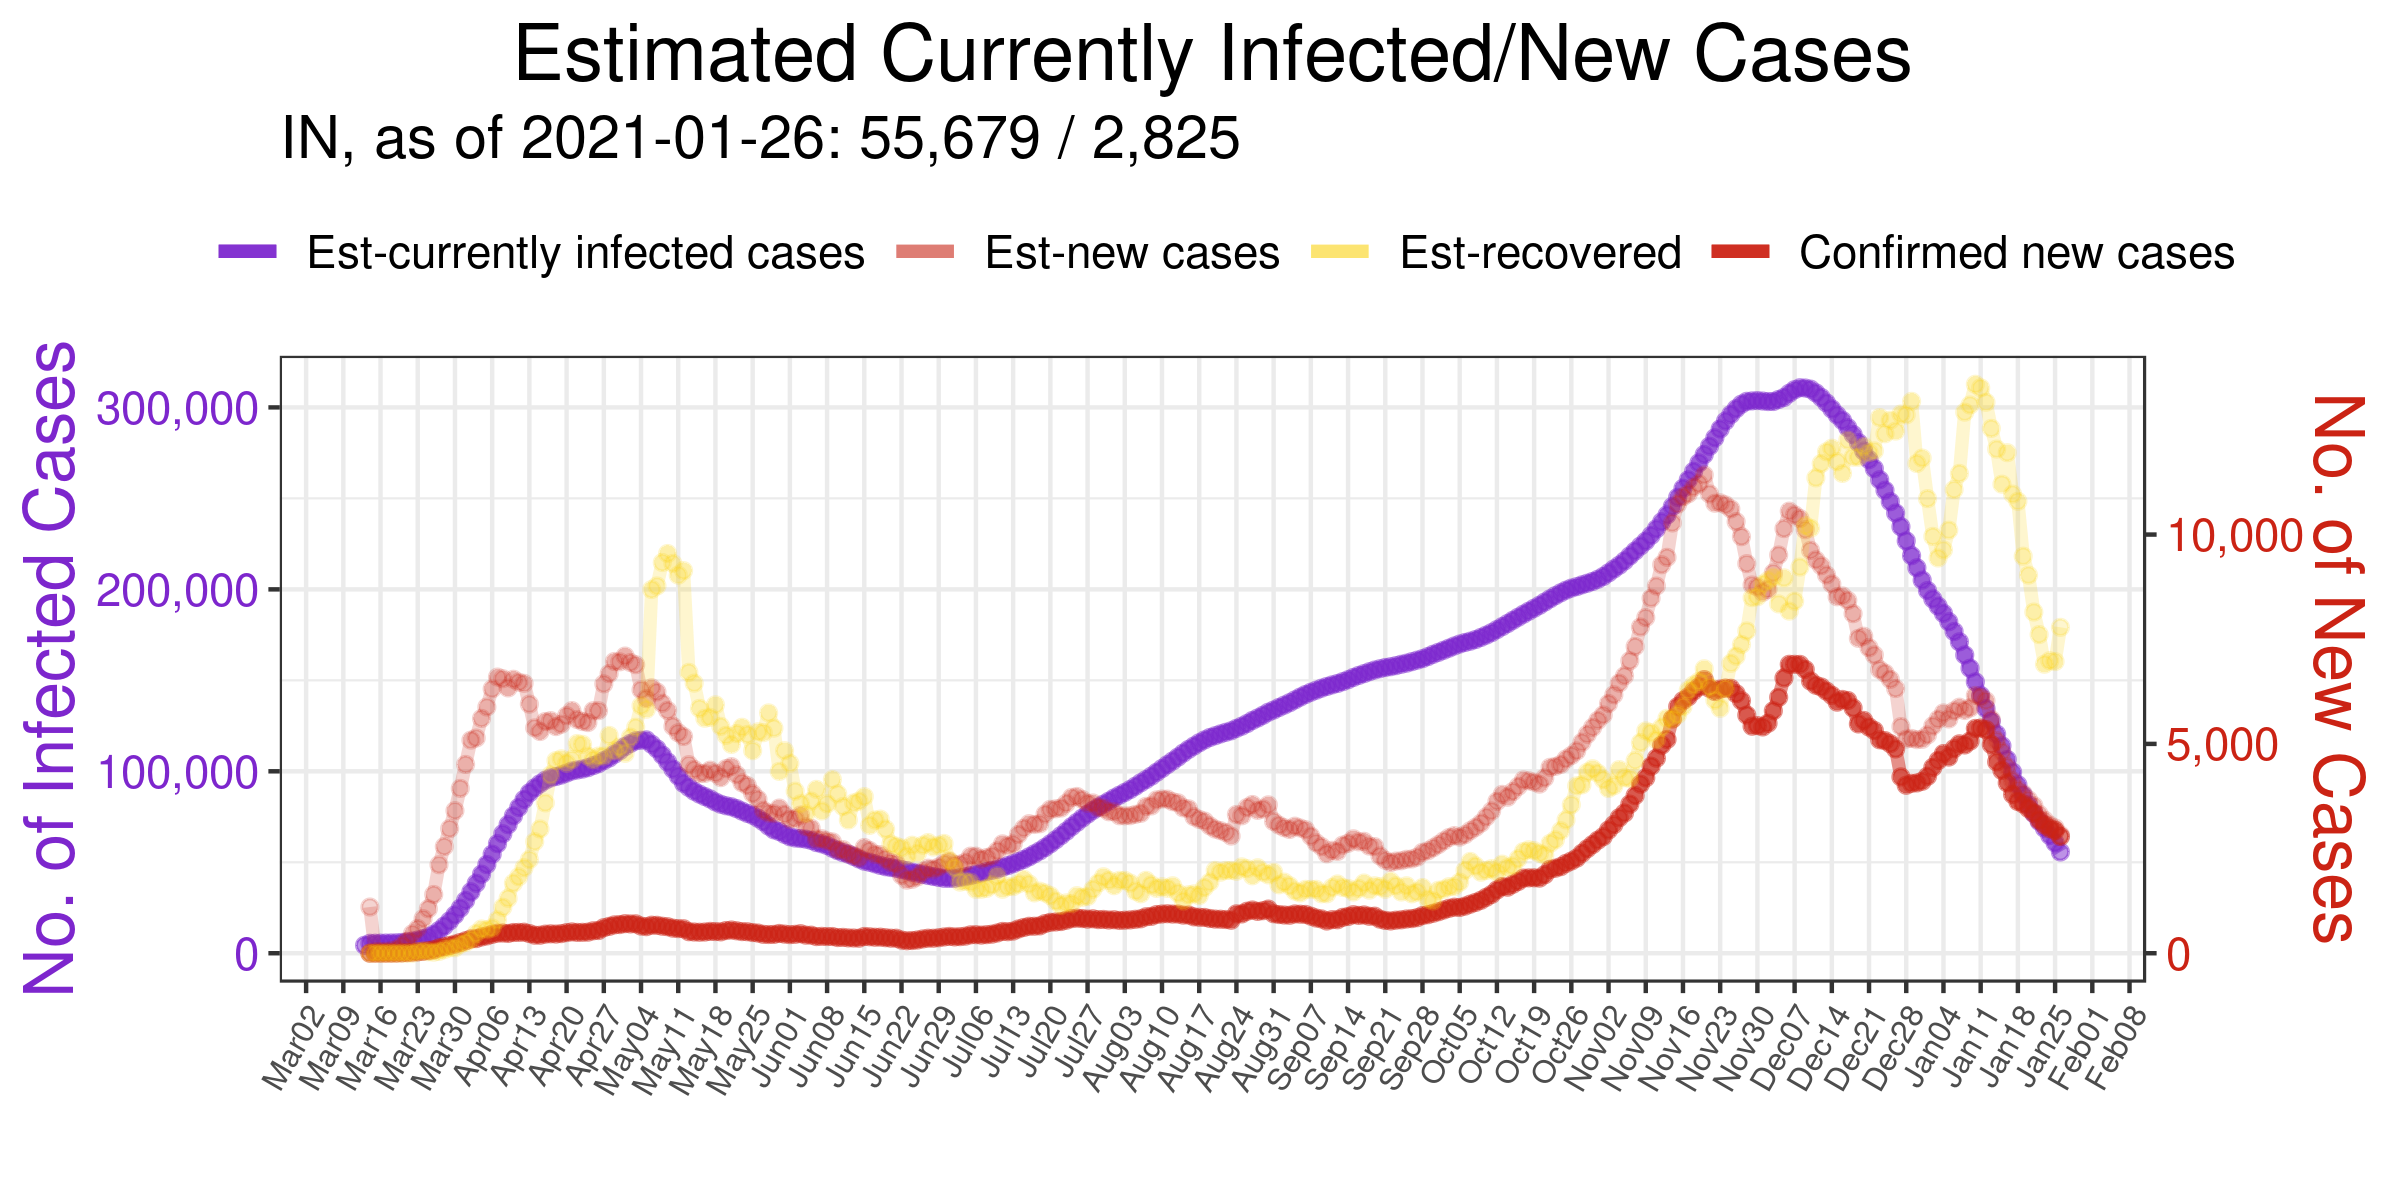 Estimated Currently Infected/New Cases
IN, as of 2021-01-26: 55,679 / 2,825
Est-currently infected cases
Est-new cases
Est-recovered
Confirmed new cases
No. of Infected Cases
300,000
200,000
100,000
0
10,000
5,000
0
No. of New Cases
Mar02
Mar09
Mar16
Mar23
Mar30
Apr06
Apr13
Apr20
Apr27
May04
May11
May18
May25
Jun01
Jun08
Jun15
Jun22
Jun29
Jul06
Jul13
Jul20
Jul27
Aug03
Aug10
Aug17
Aug24
Aug31
Sep07
Sep14
Sep21
Sep28
Oct05
Oct12
Oct19
Oct26
Nov02
Nov09
Nov16
Nov23
Nov30
Dec07
Dec14
Dec21
Dec28
Jan04
Jan11
Jan18
Jan25
Feb01
Feb08